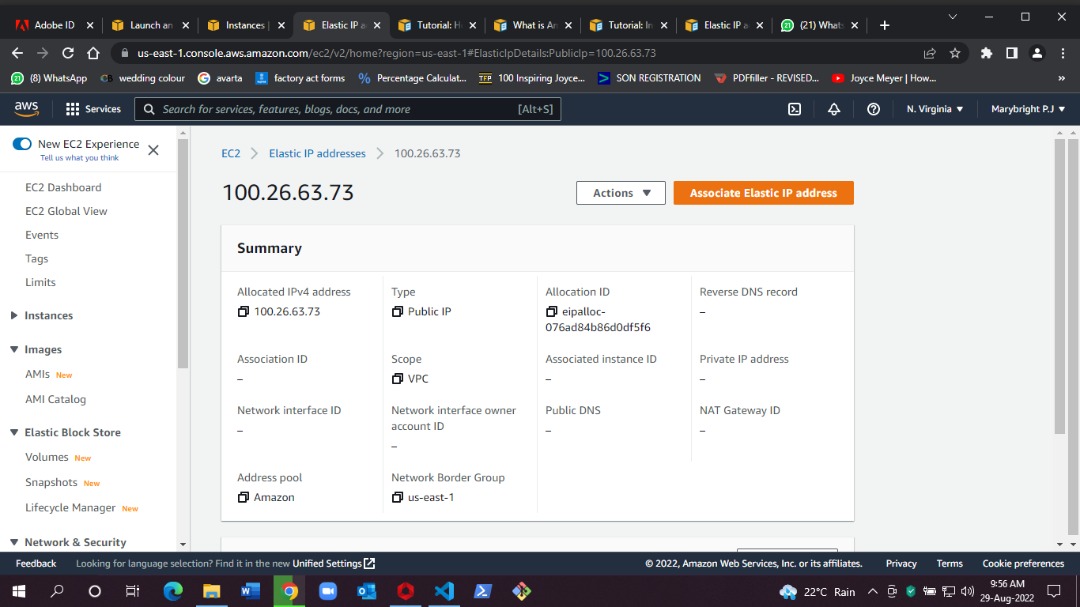 Adobe ID
Launch an
Instances |
Elastic IP a
Tutorial: H
What is An
Tutorial: In
Elastic IP a
(21) Whats
us-east-1.console.aws.amazon.com/ec2/v2/home?region=us-east-1#ElasticIpDetails:PublicIp=100.26.63.73
(8) WhatsApp
wedding colour
avarta
factory act forms
Percentage Calculat...
TFP 100 Inspiring Joyce...
SON REGISTRATION
PDFfiller - REVISED...
Joyce Meyer | How...
»
aws
Services
Search for services, features, blogs, docs, and more [Alt+S]
N. Virginia
Marybright P.J
New EC2 Experience
Tell us what you think
EC2 Dashboard
EC2 Global View
Events
Tags
Limits
Instances
Images
AMIs New
AMI Catalog
Elastic Block Store
Volumes New
Snapshots New
Lifecycle Manager New
Network & Security
EC2 > Elastic IP addresses > 100.26.63.73
100.26.63.73
Actions
Associate Elastic IP address
Summary
Allocated IPv4 address
100.26.63.73
Type
Public IP
Allocation ID
eipalloc-
076ad84b86d0df5f6
Reverse DNS record
–
Association ID
–
Scope
VPC
Associated instance ID
–
Private IP address
–
Network interface ID
–
Network interface owner
account ID
–
Public DNS
–
NAT Gateway ID
–
Address pool
Amazon
Network Border Group
us-east-1
Feedback
Looking for language selection? Find it in the new Unified Settings
© 2022, Amazon Web Services, Inc. or its affiliates.
Privacy
Terms
Cookie preferences
22°C Rain
9:56 AM
29-Aug-2022